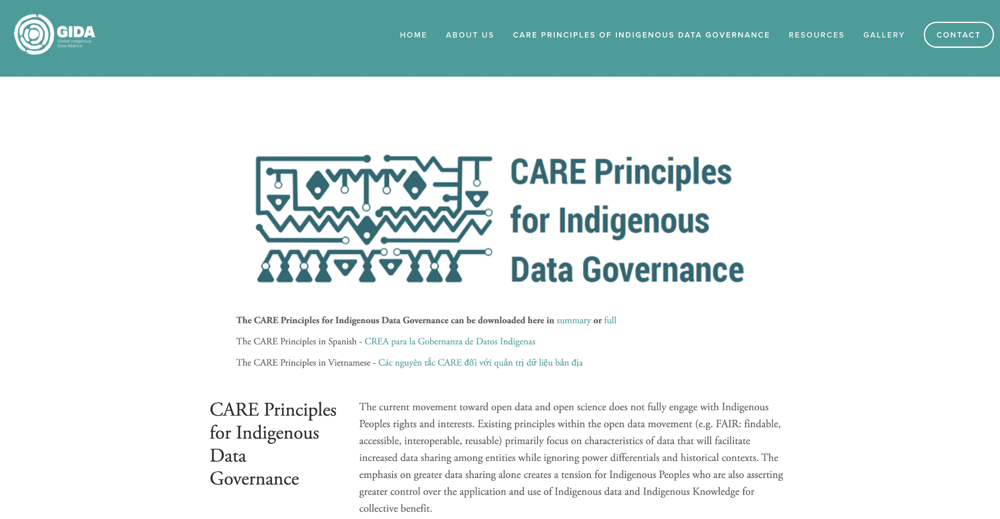 GIDA
Global Indigenous
Data Alliance
HOME
ABOUT US
CARE PRINCIPLES OF INDIGENOUS DATA GOVERNANCE
RESOURCES
GALLERY
CONTACT
CARE Principles
for Indigenous
Data Governance
The CARE Principles for Indigenous Data Governance can be downloaded here in summary or full
The CARE Principles in Spanish - CREA para la Gobernanza de Datos Indigenas
The CARE Principles in Vietnamese - Các nguyên tắc CARE đối với quản trị dữ liệu bản địa
CARE Principles
for Indigenous
Data
Governance
The current movement toward open data and open science does not fully engage with Indigenous
Peoples rights and interests. Existing principles within the open data movement (e.g. FAIR: findable,
accessible, interoperable, reusable) primarily focus on characteristics of data that will facilitate
increased data sharing among entities while ignoring power differentials and historical contexts. The
emphasis on greater data sharing alone creates a tension for Indigenous Peoples who are also asserting
greater control over the application and use of Indigenous data and Indigenous Knowledge for
collective benefit.